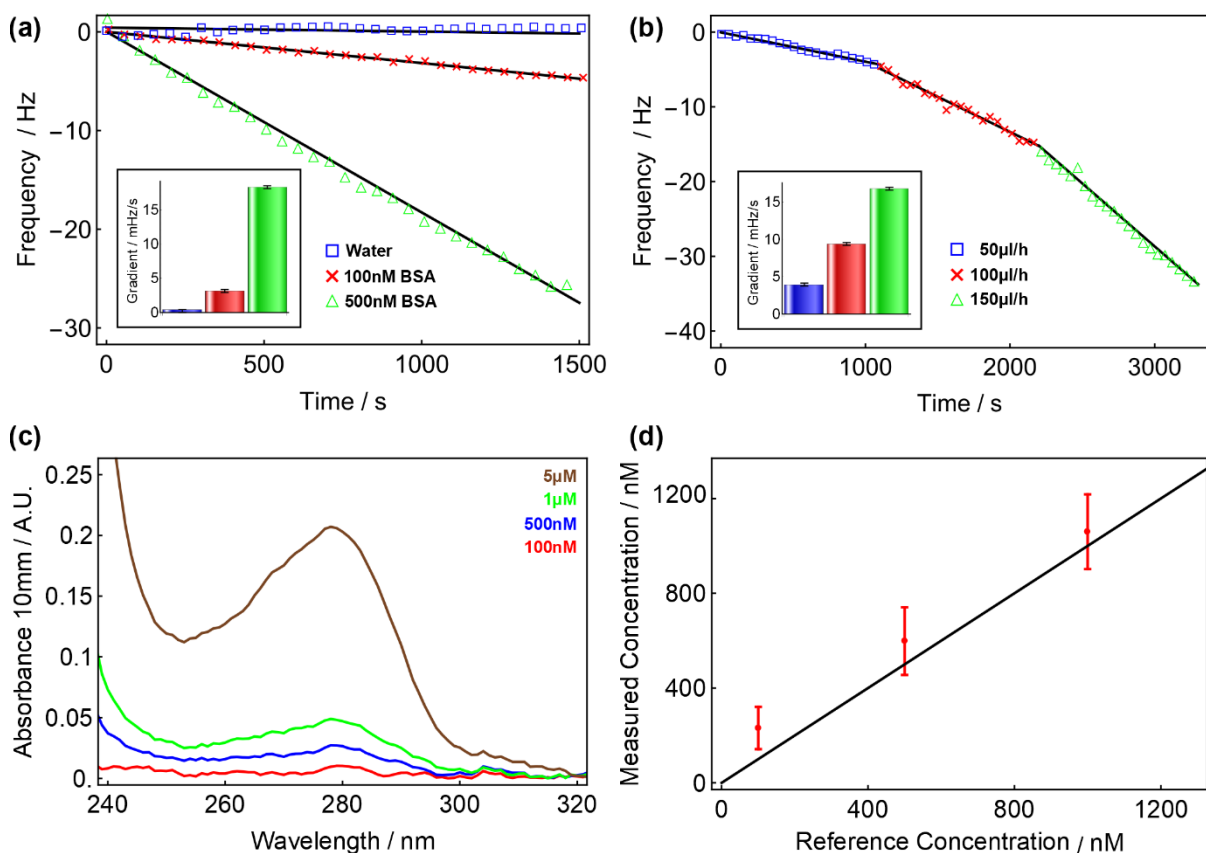 (a)
0
−10
−20
−30
Frequency / Hz
0
500
1000
1500
Time / s
Gradient / mHz/s
15
10
5
0
Water
100nM BSA
500nM BSA
(b)
0
−10
−20
−30
−40
Frequency / Hz
0
1000
2000
3000
Time / s
Gradient / mHz/s
15
10
5
0
50µl/h
100µl/h
150µl/h
(c)
0.25
0.2
0.15
0.1
0.05
0.
Absorbance 10mm / A.U.
240
260
280
300
320
Wavelength / nm
5µM
1µM
500nM
100nM
(d)
1200
800
400
0
Measured Concentration / nM
0
400
800
1200
Reference Concentration / nM